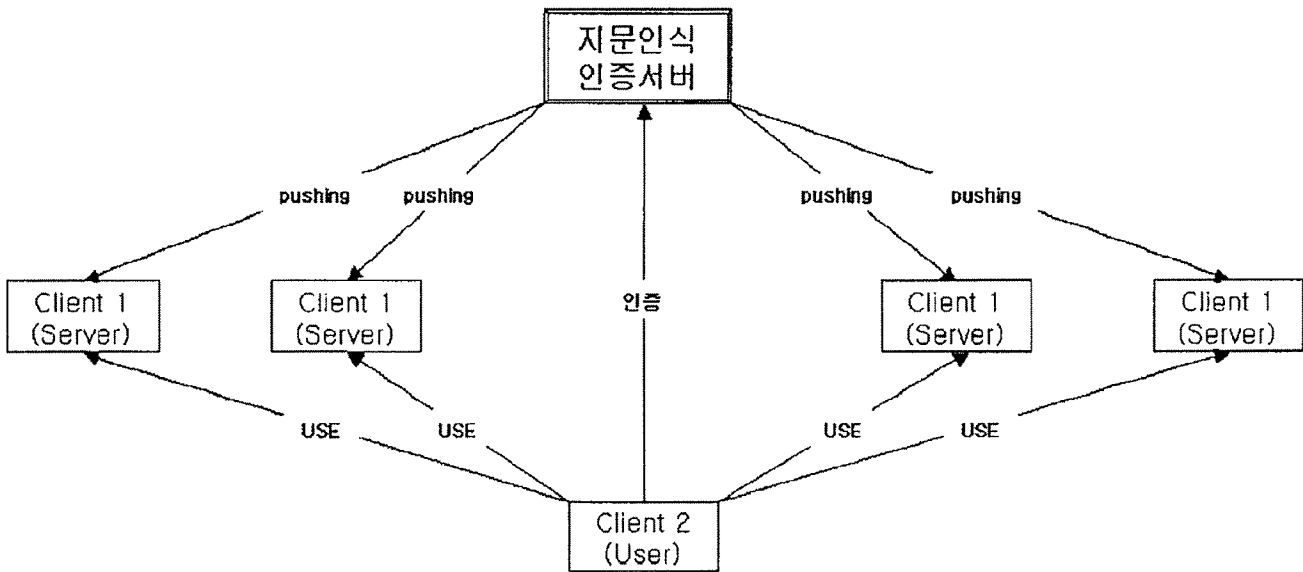 지문인식
인증서버
pushing
pushing
pushing
pushing
Client 1
(Server)
Client 1
(Server)
인증
Client 1
(Server)
Client 1
(Server)
USE
USE
USE
USE
Client 2
(User)